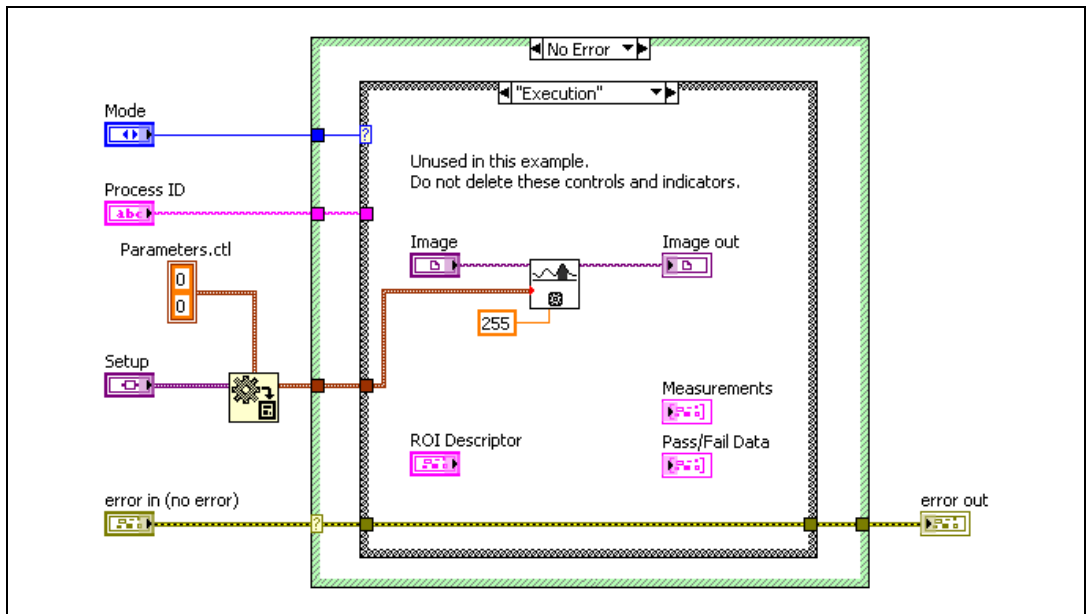 No Error
"Execution"
Mode
?
Unused in this example.
Do not delete these controls and indicators.
Process ID
abc
Parameters.ctl
Image
Image out
0
0
255
Setup
Measurements
ROI Descriptor
Pass/Fail Data
error in (no error)
error out
?